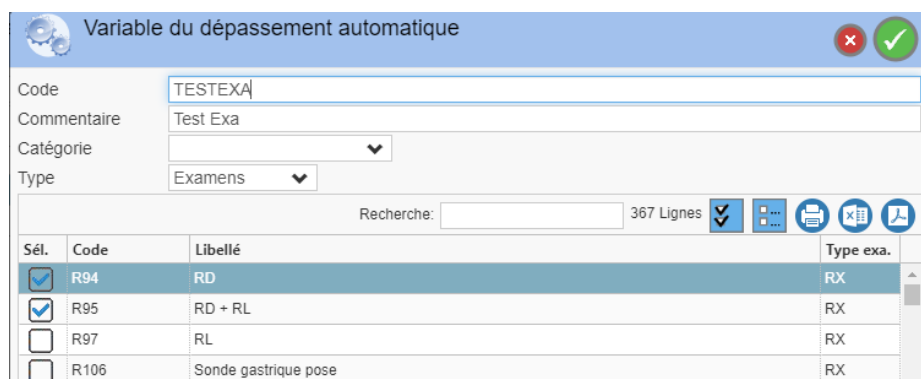 Variable du dépassement automatique
Code TESTEXA
Commentaire Test Exa
Catégorie
Type Examens
Recherche: 367 Lignes
Sél. Code Libellé Type exa.
R94 RD RX
R95 RD + RL RX
R97 RL RX
R106 Sonde gastrique pose RX